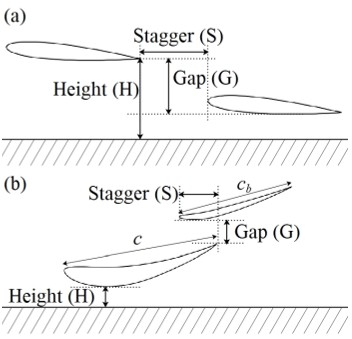 (a)
Stagger (S)
Height (H)
Gap (G)
(b)
Stagger (S)
c_b
Gap (G)
c
Height (H)